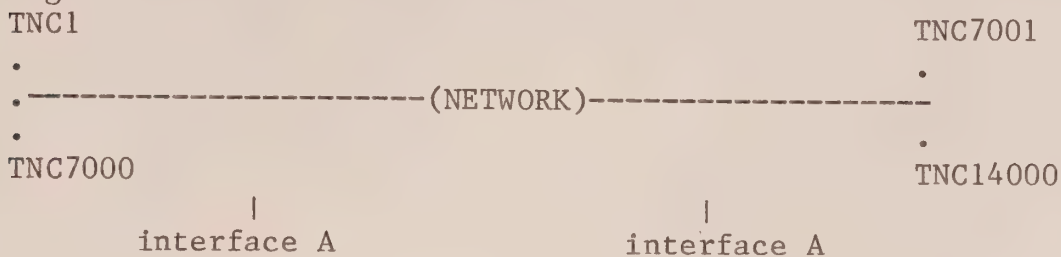 TNC1 TNC7001
. .
.--------------------(NETWORK)------------------
. .
TNC7000 TNC14000
| |
interface A interface A